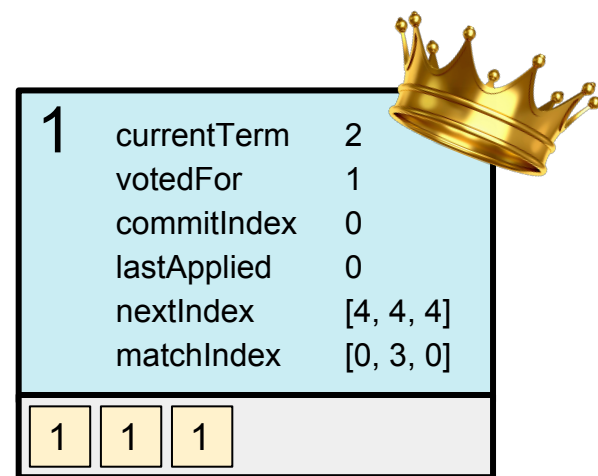 1
currentTerm 2
votedFor 1
commitIndex 0
lastApplied 0
nextIndex [4, 4, 4]
matchIndex [0, 3, 0]
1 1 1